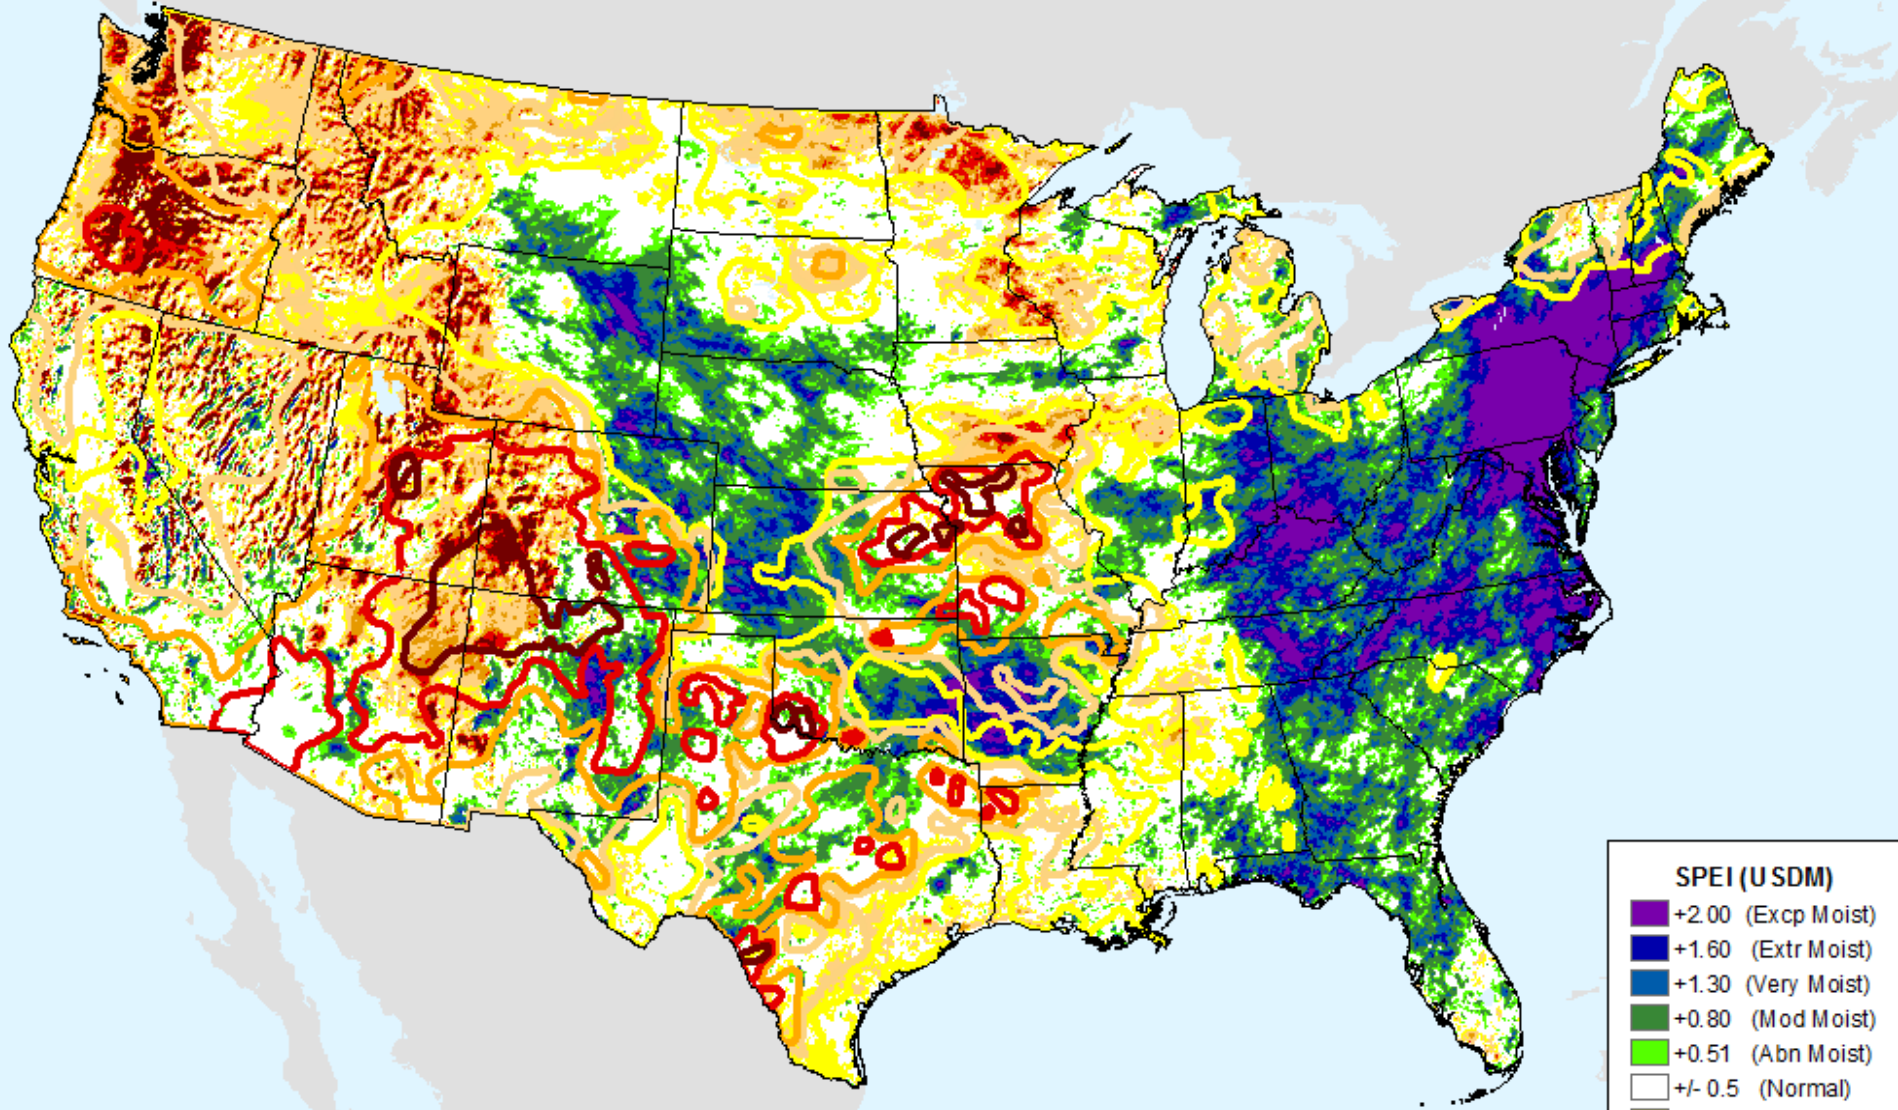 SPEI (USDM)
+2.00 (Excp Moist)
+1.60 (Extr Moist)
+1.30 (Very Moist)
+0.80 (Mod Moist)
+0.51 (Abn Moist)
+/- 0.5 (Normal)